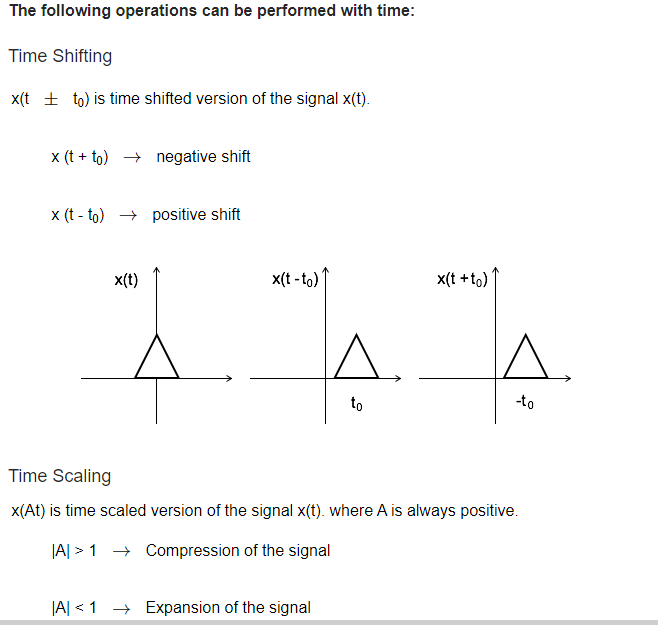 The following operations can be performed with time:
Time Shifting
x(t ± t₀) is time shifted version of the signal x(t).
x (t + t₀) → negative shift
x (t - t₀) → positive shift
x(t) x(t - t₀) x(t + t₀)
t₀ -t₀
Time Scaling
x(At) is time scaled version of the signal x(t). where A is always positive.
|A| > 1 → Compression of the signal
|A| < 1 → Expansion of the signal